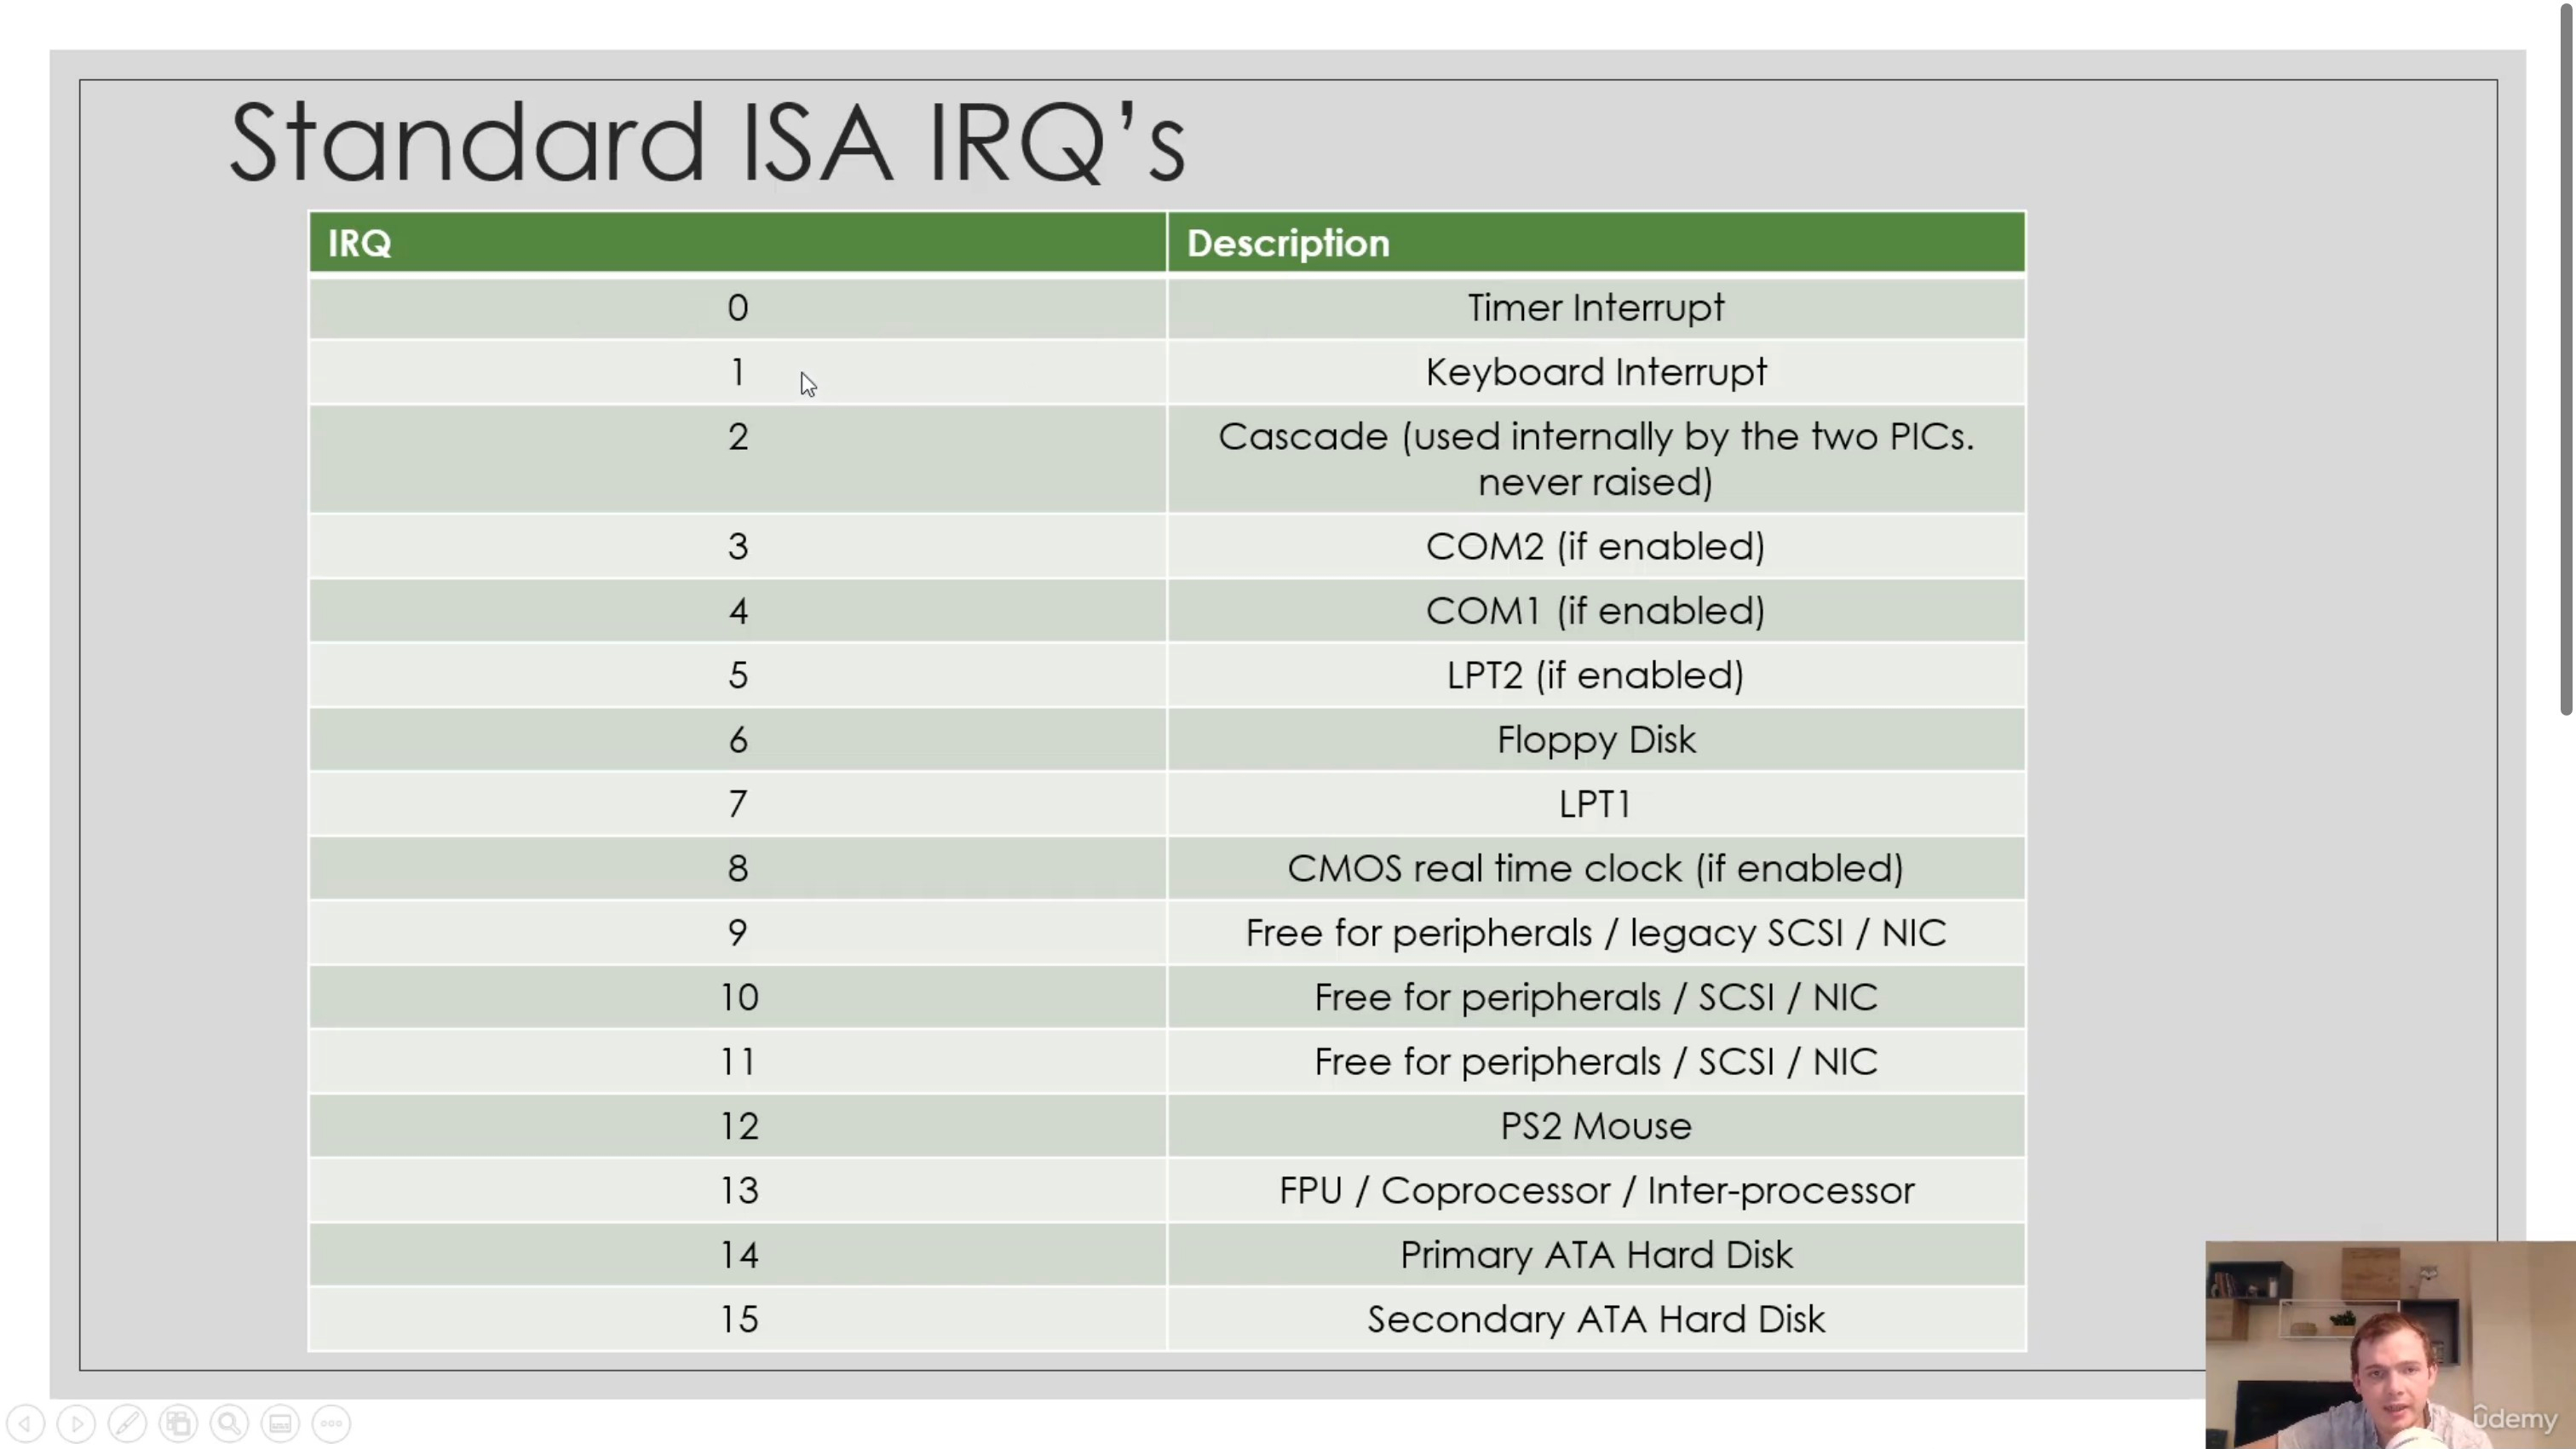 Standard ISA IRQ’s
IRQ Description
0 Timer Interrupt
1 Keyboard Interrupt
2 Cascade (used internally by the two PICs.
never raised)
3 COM2 (if enabled)
4 COM1 (if enabled)
5 LPT2 (if enabled)
6 Floppy Disk
7 LPT1
8 CMOS real time clock (if enabled)
9 Free for peripherals / legacy SCSI / NIC
10 Free for peripherals / SCSI / NIC
11 Free for peripherals / SCSI / NIC
12 PS2 Mouse
13 FPU / Coprocessor / Inter-processor
14 Primary ATA Hard Disk
15 Secondary ATA Hard Disk
ûdemy